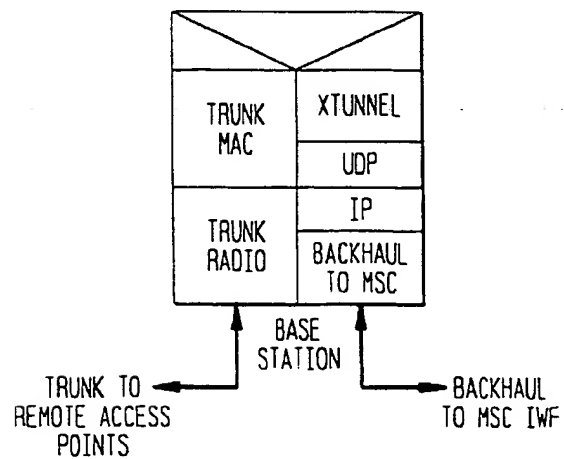 TRUNK
MAC
XTUNNEL
UDP
TRUNK
RADIO
IP
BACKHAUL
TO MSC
BASE
STATION
TRUNK TO
REMOTE ACCESS
POINTS
BACKHAUL
TO MSC IWF